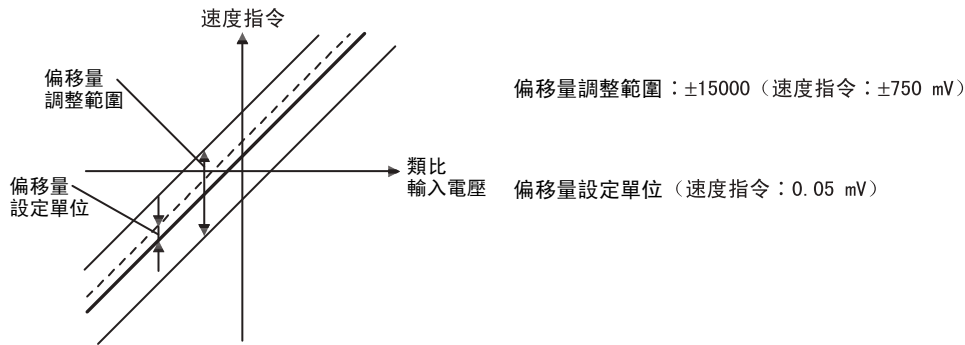 速度指令
偏移量
調整範圍
偏移量調整範圍：±15000（速度指令：±750 mV）
類比
輸入電壓
偏移量
設定單位
偏移量設定單位（速度指令：0.05 mV）